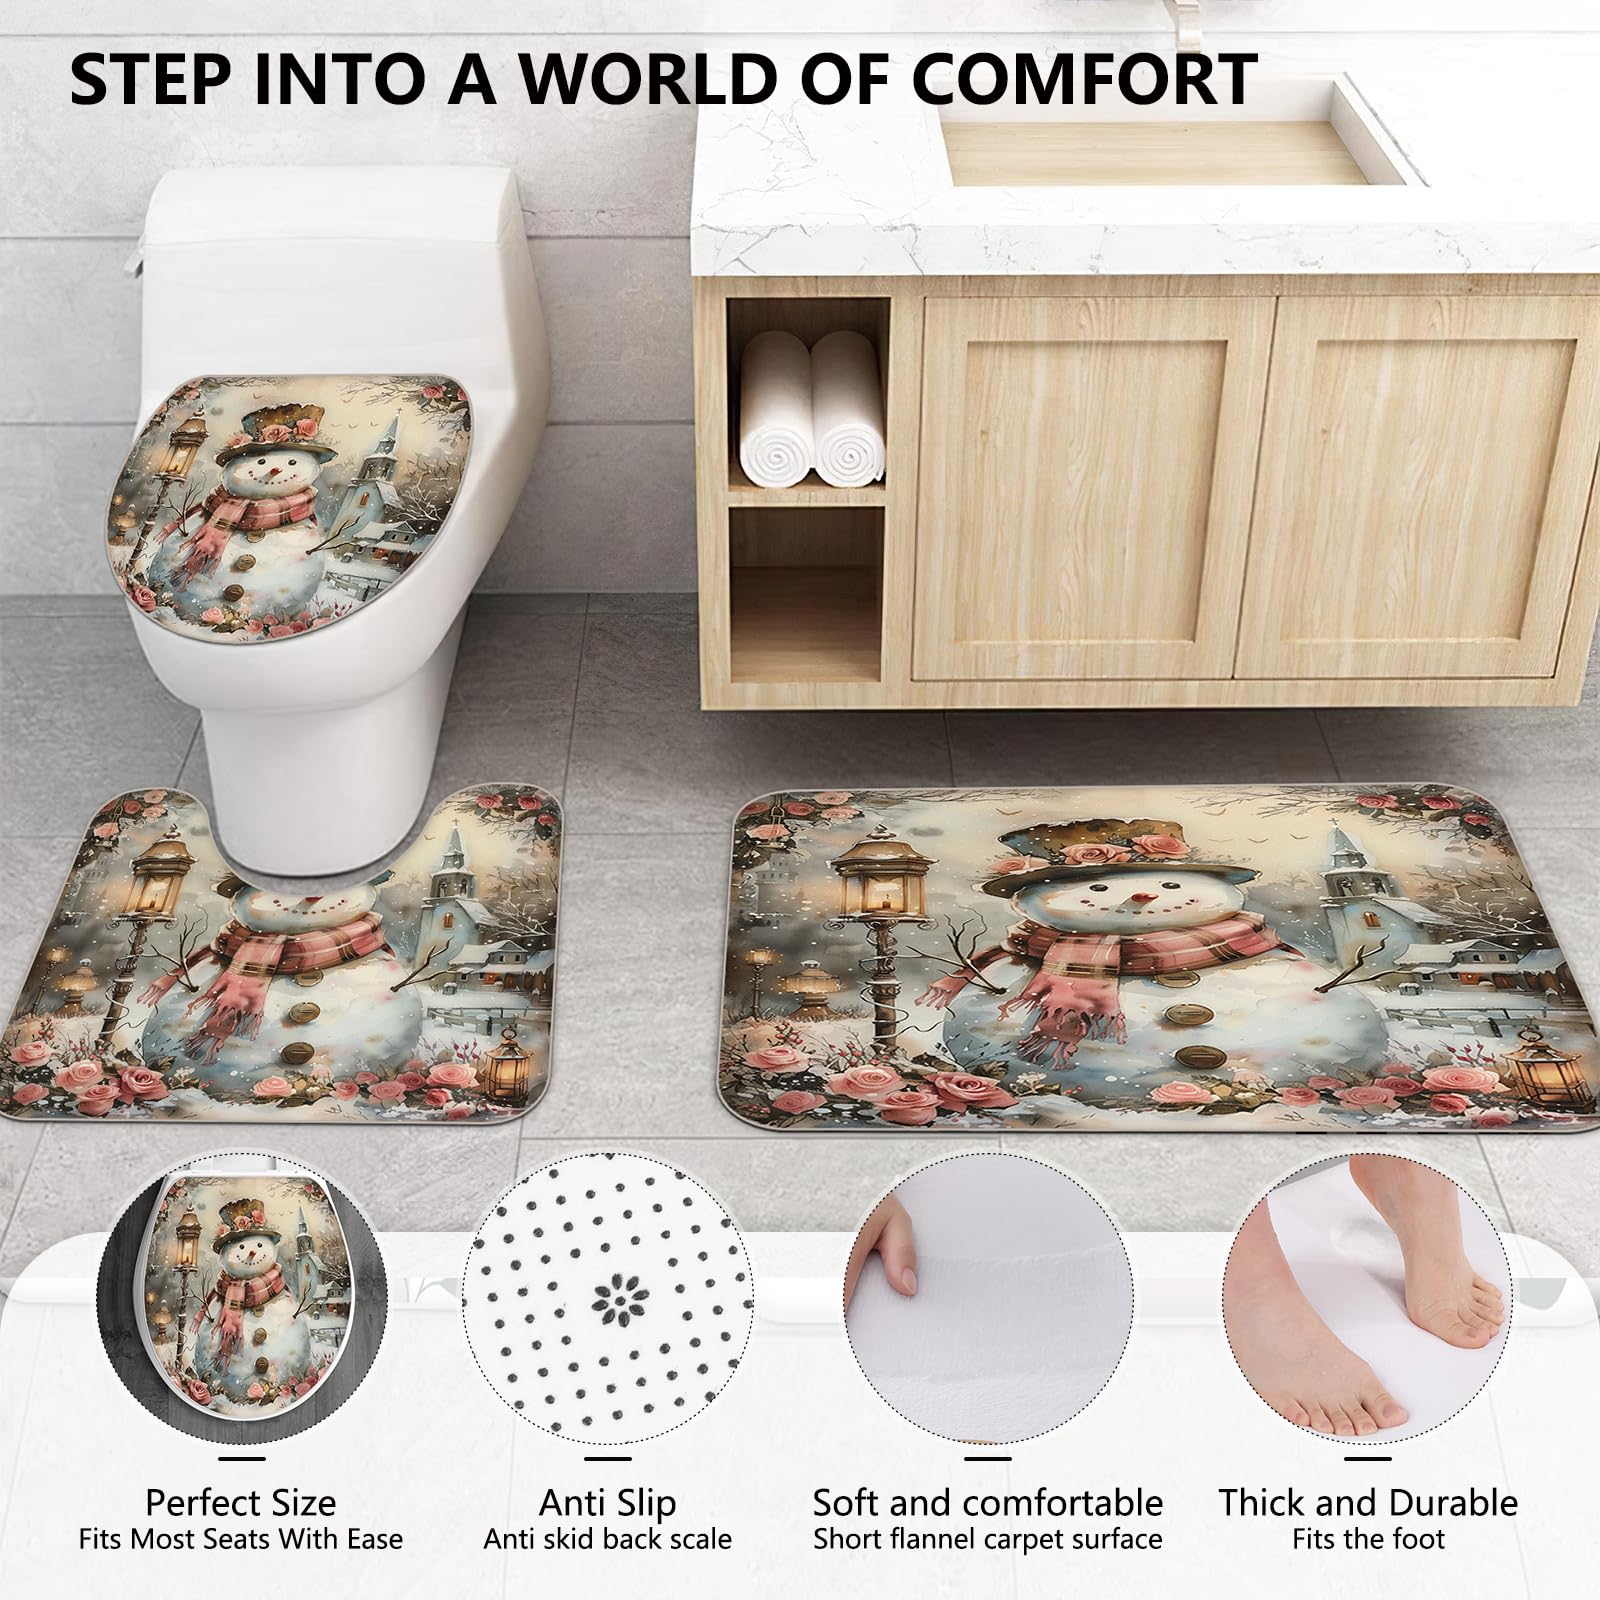 STEP INTO A WORLD OF COMFORT
Perfect Size
Fits Most Seats With Ease
Anti Slip
Anti skid back scale
Soft and comfortable
Short flannel carpet surface
Thick and Durable
Fits the foot